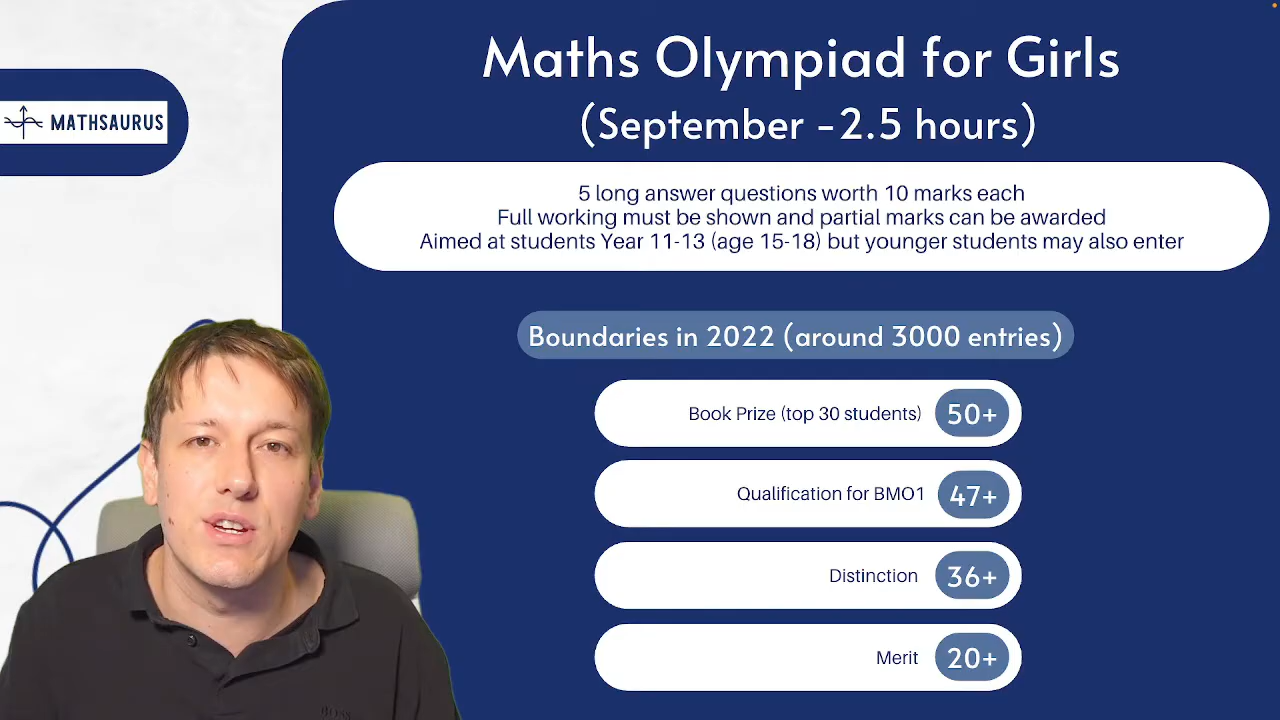 MATHSAURUS
Maths Olympiad for Girls
(September -2.5 hours)
5 long answer questions worth 10 marks each
Full working must be shown and partial marks can be awarded
Aimed at students Year 11-13 (age 15-18) but younger students may also enter
Boundaries in 2022 (around 3000 entries)
Book Prize (top 30 students) 50+
Qualification for BMO1 47+
Distinction 36+
Merit 20+